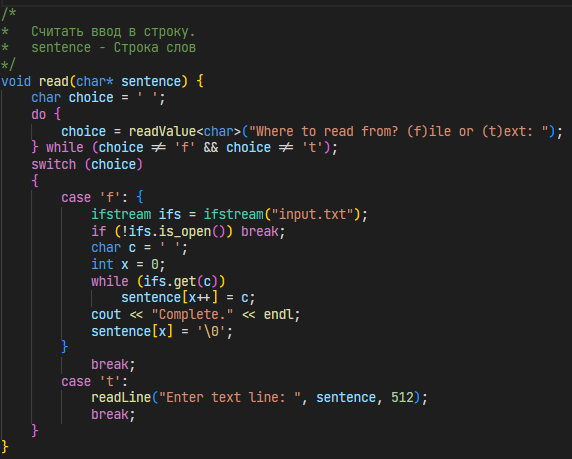 /*
*   Считать ввод в строку.
*   sentence - Строка слов
*/
void read(char* sentence) {
    char choice = ' ';
    do {
        choice = readValue<char>("Where to read from? (f)ile or (t)ext: ");
    } while (choice != 'f' && choice != 't');
    switch (choice)
    {
        case 'f': {
            ifstream ifs = ifstream("input.txt");
            if (!ifs.is_open()) break;
            char c = ' ';
            int x = 0;
            while (ifs.get(c))
                sentence[x++] = c;
            cout << "Complete." << endl;
            sentence[x] = '\0';
        }
            break;
        case 't':
            readLine("Enter text line: ", sentence, 512);
            break;
    }
}